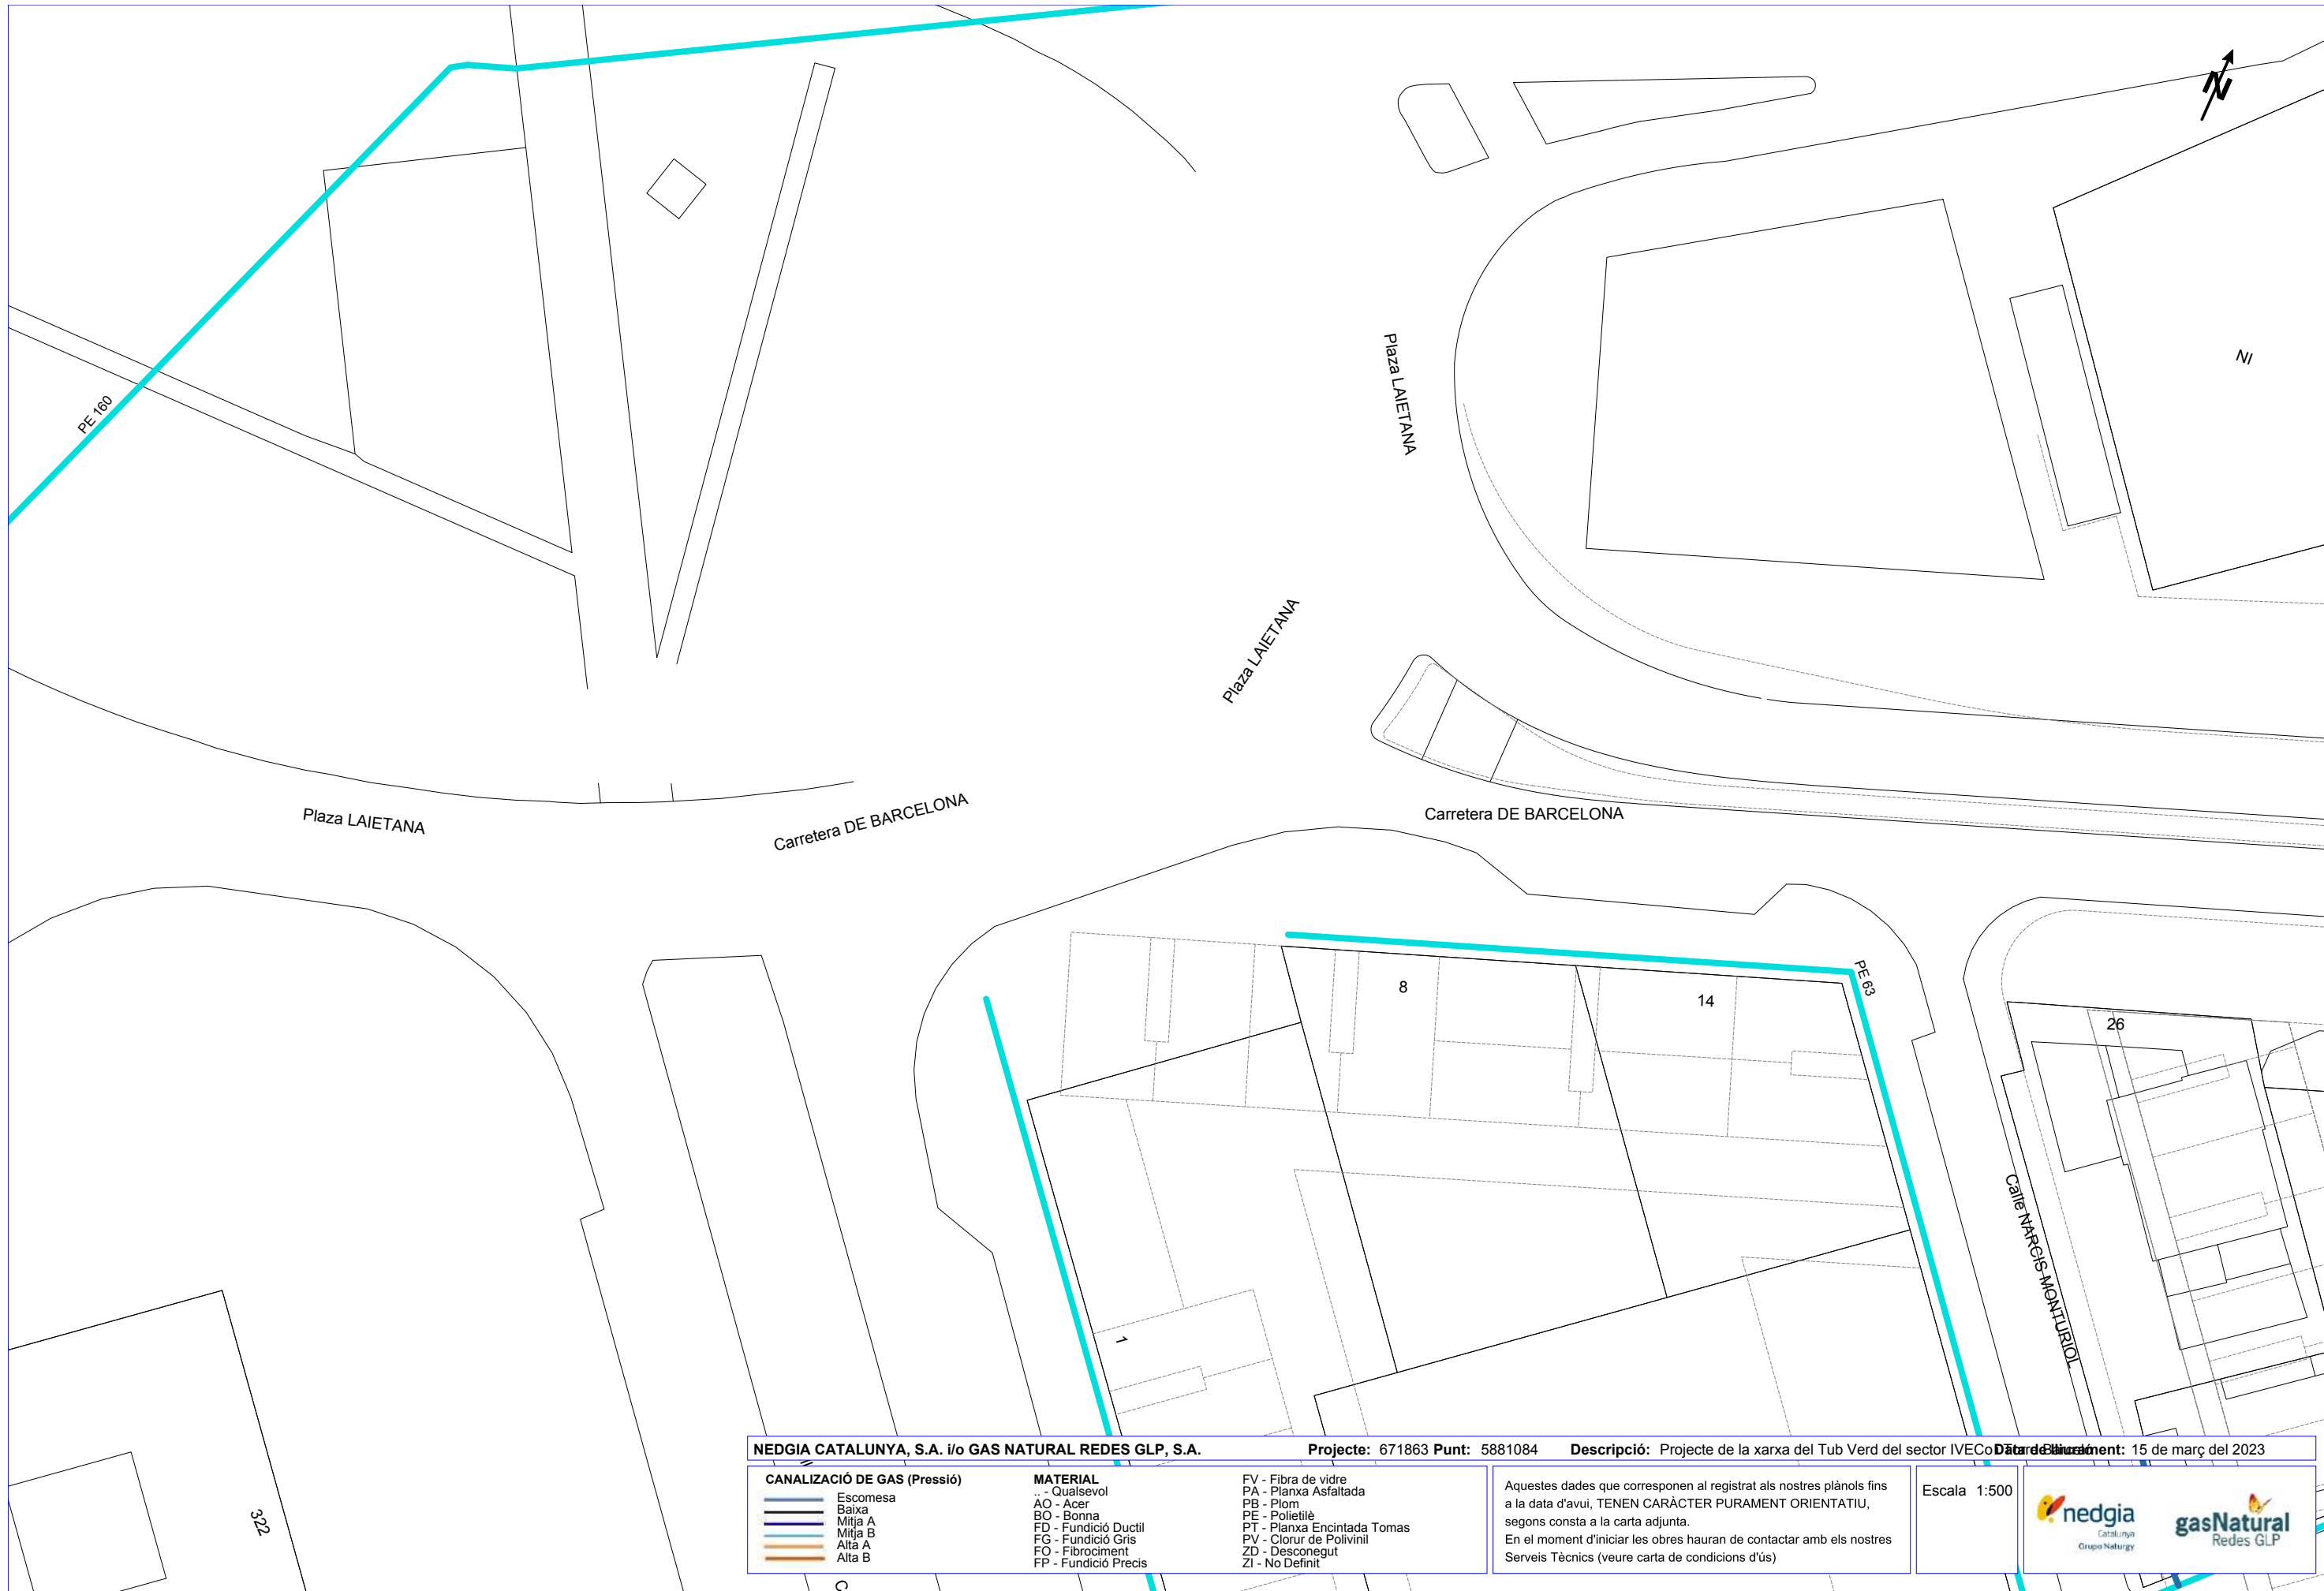 N
PE 160
Plaza LAIETANA
NI
Plaza LAIETANA
Plaza LAIETANA
Carretera DE BARCELONA
Carretera DE BARCELONA
PE 63
8
14
26
Calle NARCIS MONTURIOL
1
322
C
NEDGIA CATALUNYA, S.A. i/o GAS NATURAL REDES GLP, S.A. Projecte: 671863 Punt: 5881084 Descripció: Projecte de la xarxa del Tub Verd del sector IVECo Data de lliurament: 15 de març del 2023
CANALIZACIÓ DE GAS (Pressió)
Escomesa
Baixa
Mitja A
Mitja B
Alta A
Alta B
MATERIAL
.. - Qualsevol
AO - Acer
BO - Bonna
FD - Fundició Ductil
FG - Fundició Gris
FO - Fibrociment
FP - Fundició Precis
FV - Fibra de vidre
PA - Planxa Asfaltada
PB - Plom
PE - Polietilè
PT - Planxa Encintada Tomas
PV - Clorur de Polivinil
ZD - Desconegut
ZI - No Definit
Aquestes dades que corresponen al registrat als nostres plànols fins
a la data d'avui, TENEN CARÀCTER PURAMENT ORIENTATIU,
segons consta a la carta adjunta.
En el moment d'iniciar les obres hauran de contactar amb els nostres
Serveis Tècnics (veure carta de condicions d'ús)
Escala 1:500
nedgia
Catalunya
Grupo Naturgy
gasNatural
Redes GLP